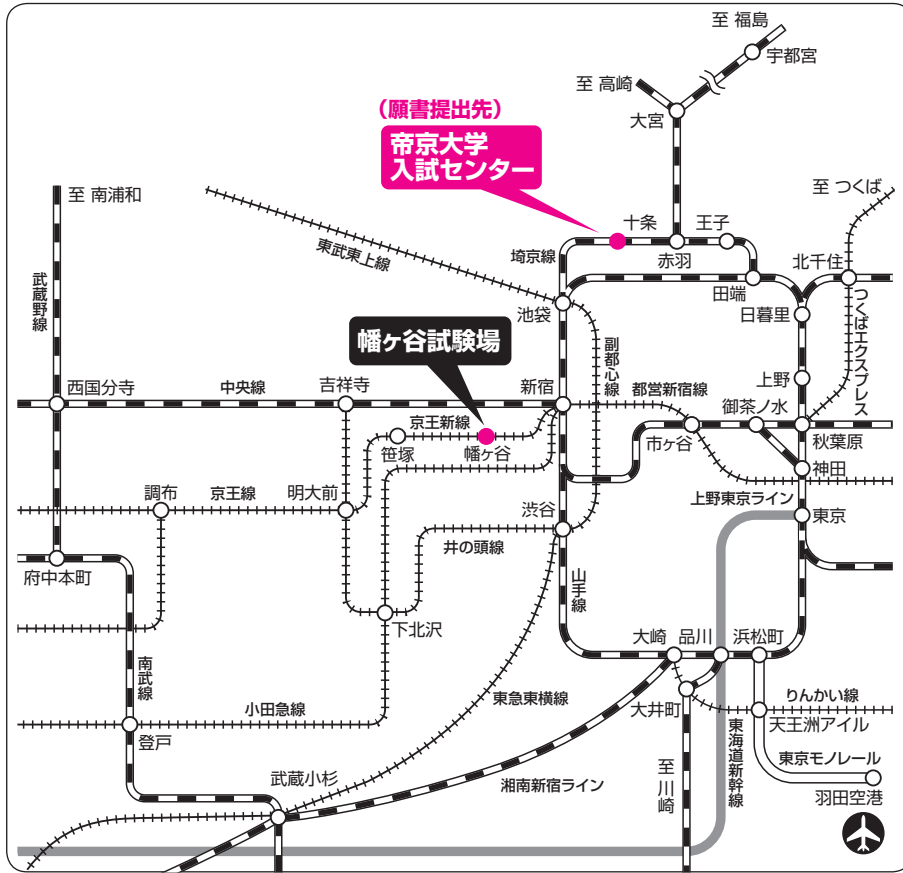 至 福島
宇都宮
至 高崎
大宮
（願書提出先）
帝京大学
入試センター
至 南浦和
至 つくば
十条
王子
東武東上線
埼京線
赤羽
北千住
武蔵野線
田端
池袋
日暮里
つくばエクスプレス
幡ヶ谷試験場
副都心線
西国分寺
中央線
吉祥寺
新宿
都営新宿線
上野
御茶ノ水
京王新線
笹塚
幡ヶ谷
市ヶ谷
秋葉原
神田
調布
京王線
明大前
渋谷
上野東京ライン
東京
井の頭線
府中本町
山手線
下北沢
大崎
品川
浜松町
南武線
小田急線
東急東横線
大井町
りんかい線
登戸
天王洲アイル
東海道新幹線
武蔵小杉
湘南新宿ライン
至 川崎
東京モノレール
羽田空港